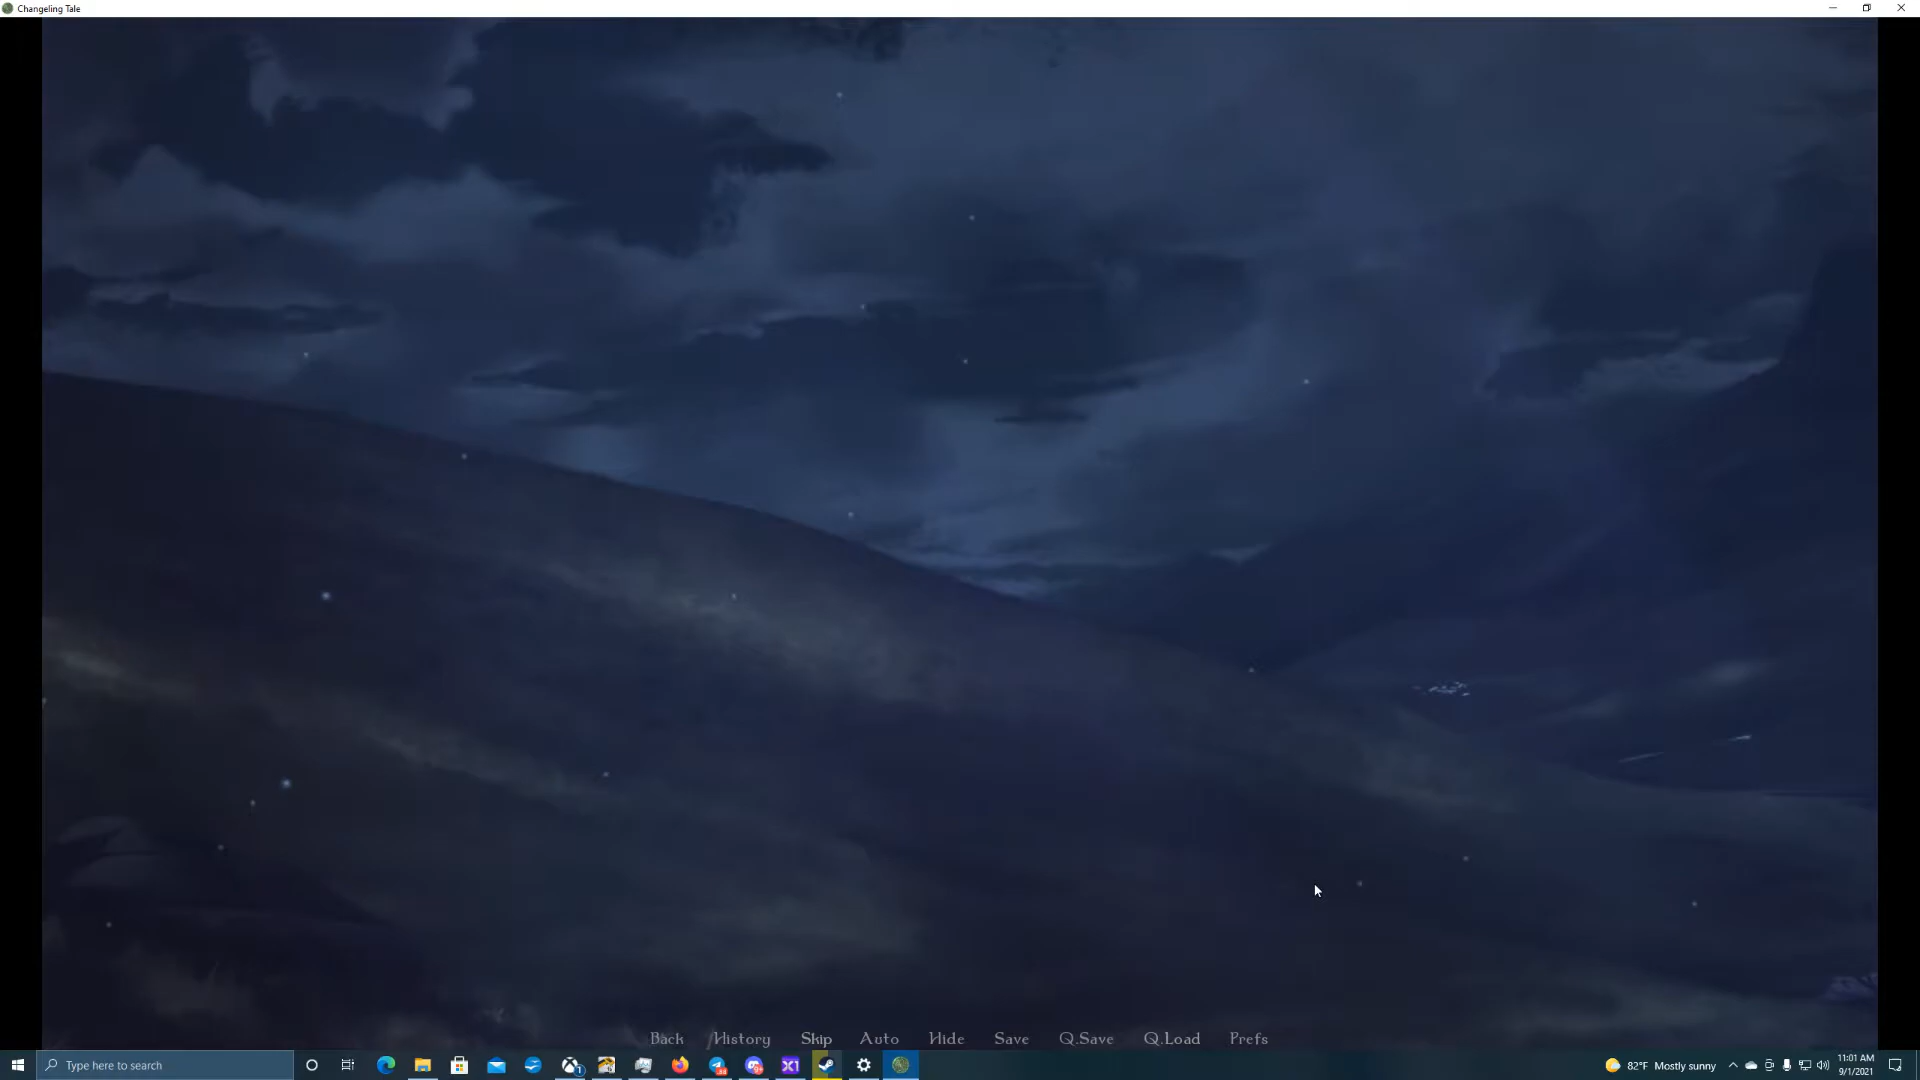 Changeling Tale
Back History Skip Auto Hide Save Q.Save Q.Load Prefs
Type here to search
82°F Mostly sunny
11:01 AM
9/1/2021